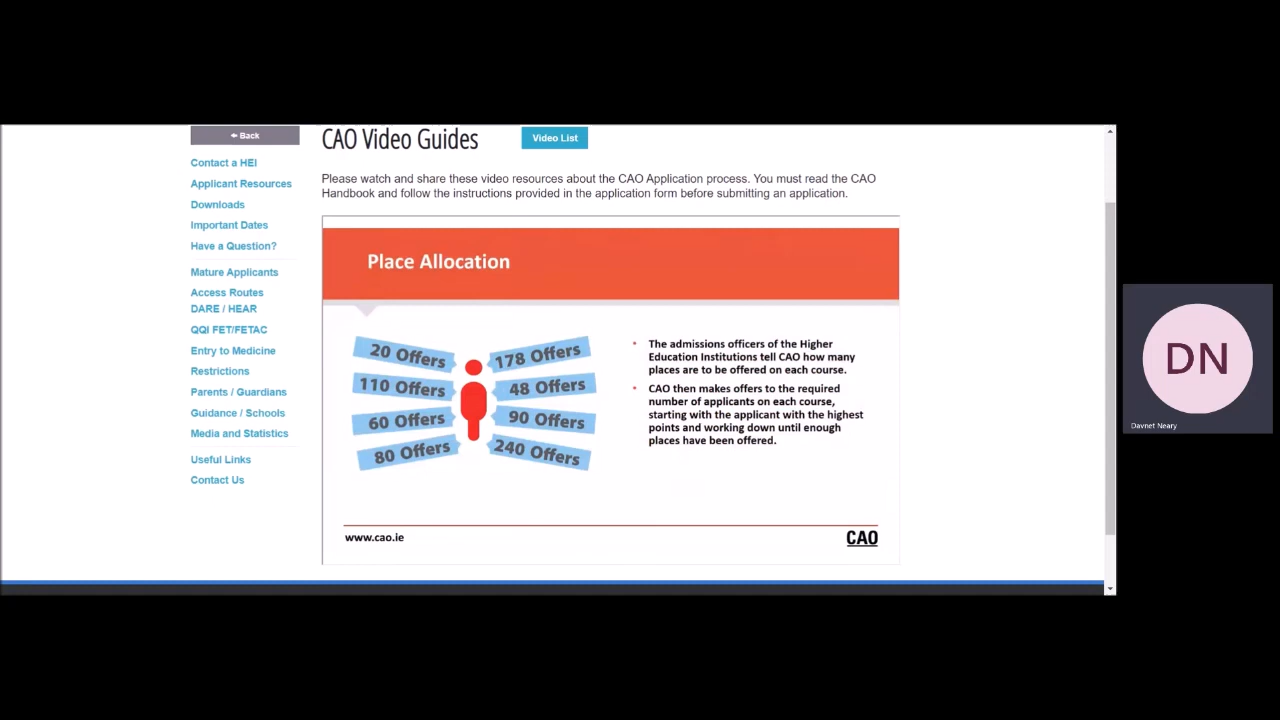 Back
Contact a HEI
Applicant Resources
Downloads
Important Dates
Have a Question?
Mature Applicants
Access Routes
DARE / HEAR
QQI FET/FETAC
Entry to Medicine
Restrictions
Parents / Guardians
Guidance / Schools
Media and Statistics
Useful Links
Contact Us
CAO Video Guides
Video List
Please watch and share these video resources about the CAO Application process. You must read the CAO
Handbook and follow the instructions provided in the application form before submitting an application.
Place Allocation
20 Offers
178 Offers
110 Offers
48 Offers
60 Offers
90 Offers
80 Offers
240 Offers
The admissions officers of the Higher
Education Institutions tell CAO how many
places are to be offered on each course.
CAO then makes offers to the required
number of applicants on each course,
starting with the applicant with the highest
points and working down until enough
places have been offered.
www.cao.ie
CAO
DN
Davnet Neary